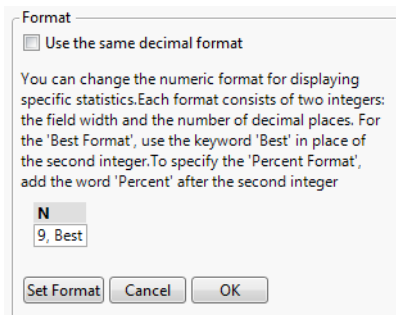 Format
Use the same decimal format
You can change the numeric format for displaying
specific statistics.Each format consists of two integers:
the field width and the number of decimal places. For
the 'Best Format', use the keyword 'Best' in place of
the second integer.To specify the 'Percent Format',
add the word 'Percent' after the second integer
N
9, Best
Set Format Cancel OK